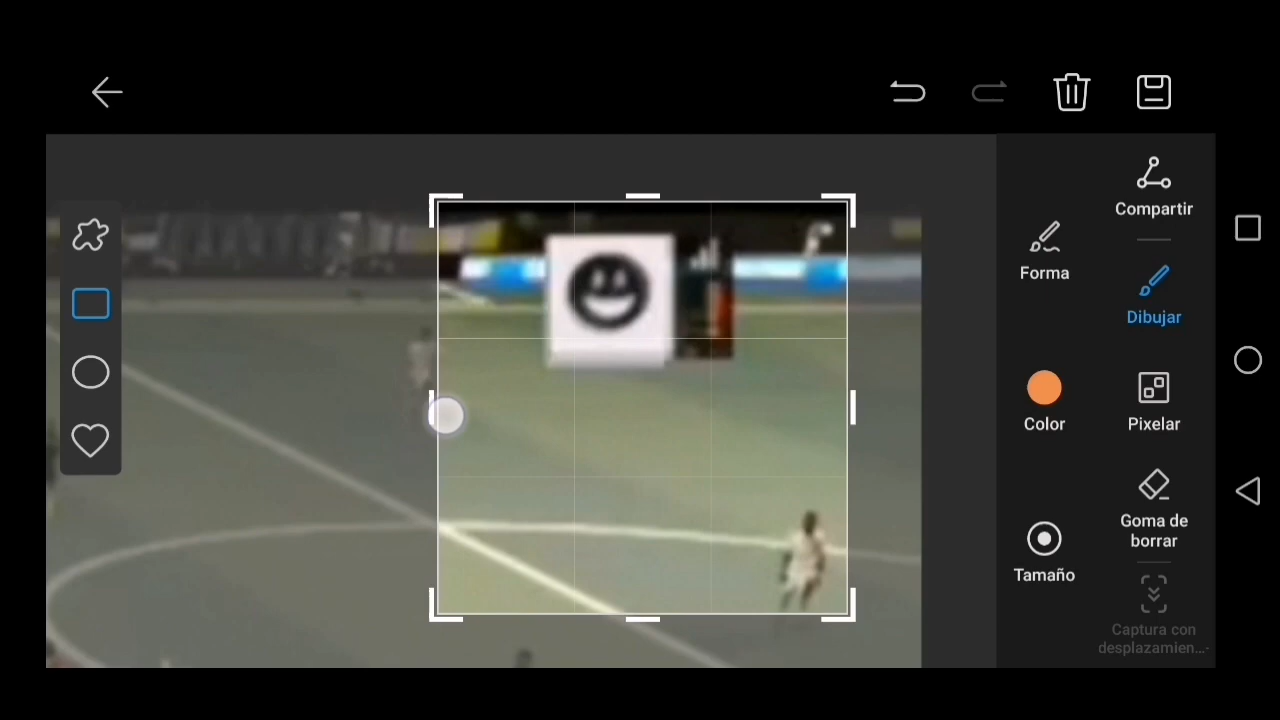 Compartir
Forma
Dibujar
Color
Pixelar
Goma de
borrar
Tamaño
Captura con
desplazamien...